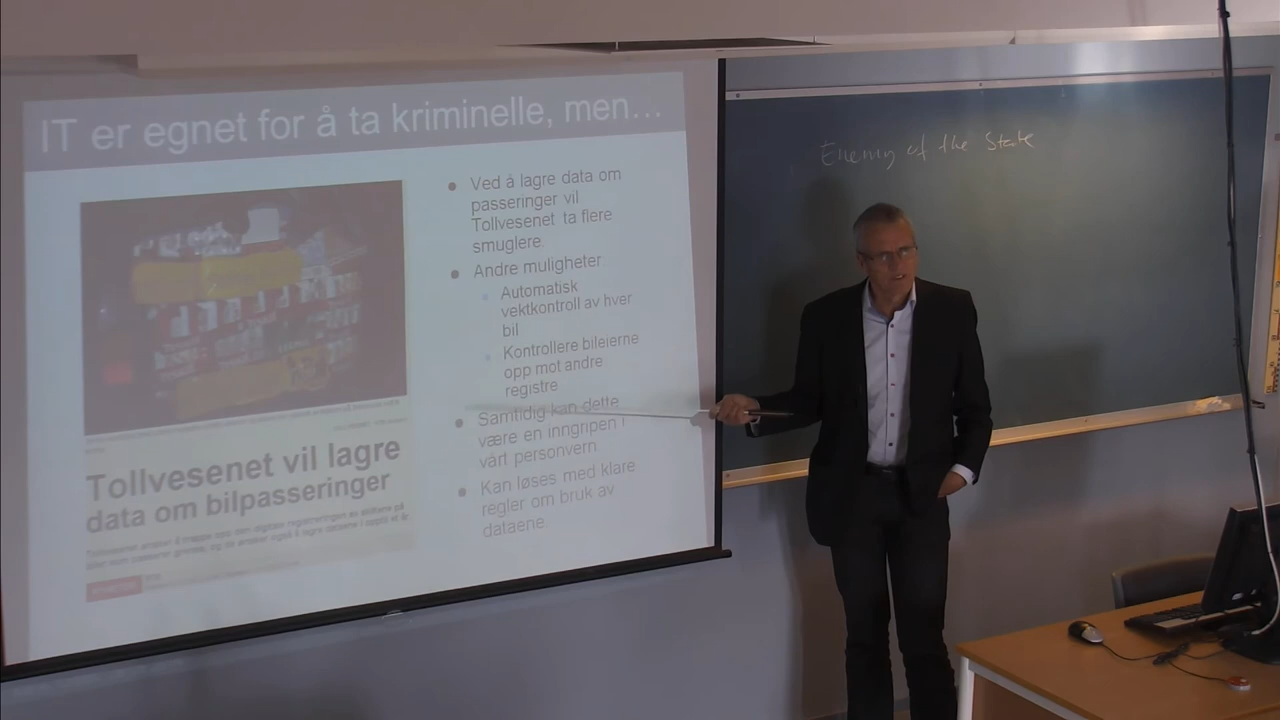 IT er egnet for å ta kriminelle, men...
Ved å lagre data om
passeringer vil
Tollvesenet ta flere
smuglere.
Andre muligheter
Automatisk
vektkontroll av hver
bil
Kontrollere bileierne
opp mot andre
registre
Samtidig kan dette
være en inngripen i
vårt personvern
Kan løses med klare
regler om bruk av
dataene.
Tollvesenet vil lagre
data om bilpasseringer
Enemy of the State